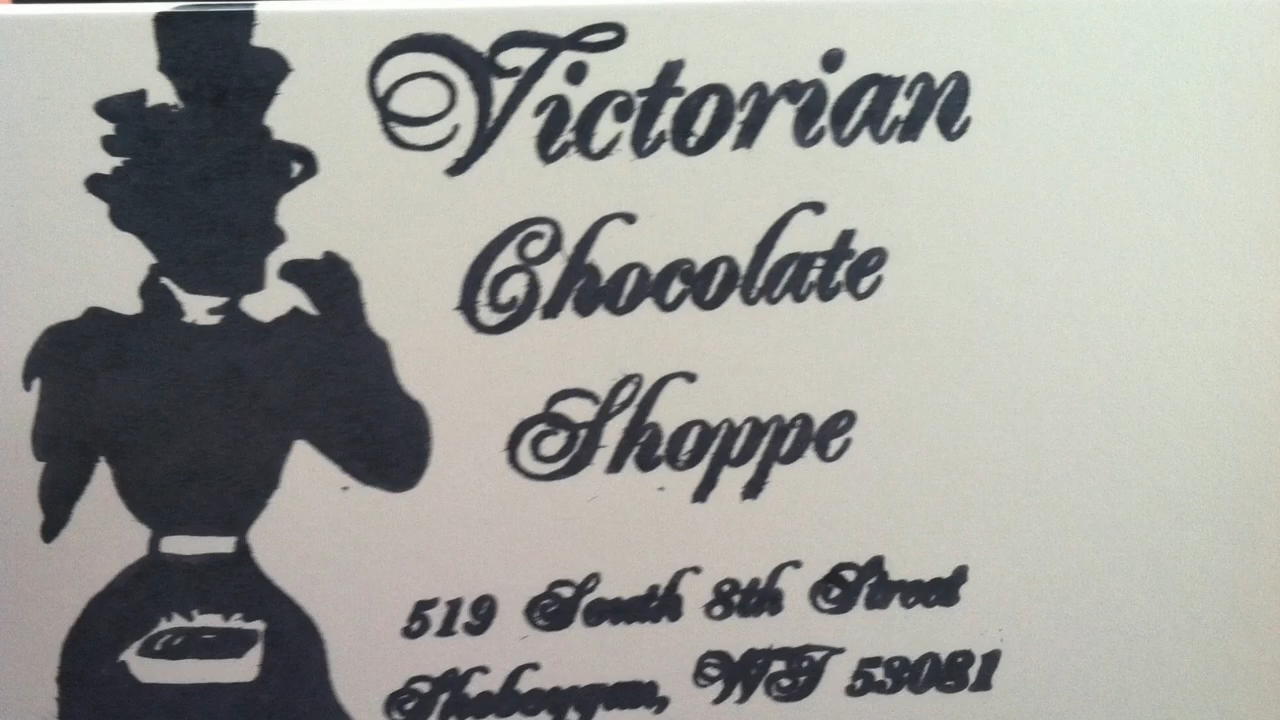 Victorian
Chocolate
Shoppe
519 South 8th Street
Sheboygan, WI 53081